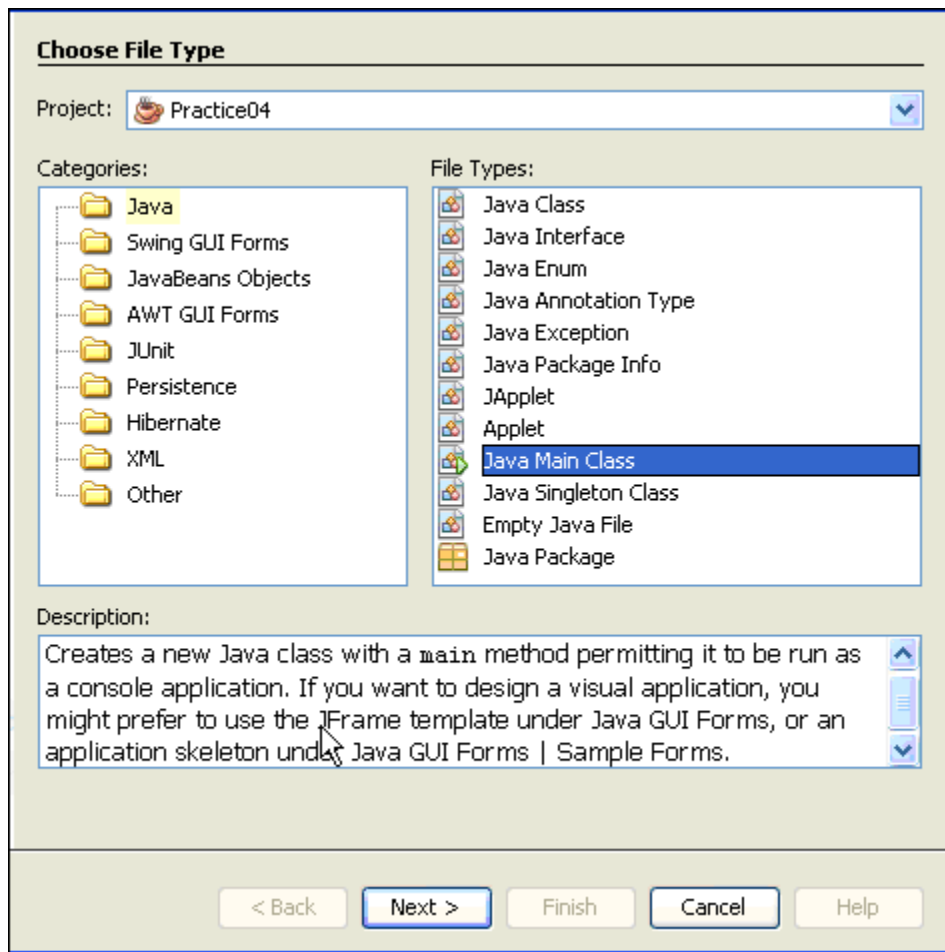 Choose File Type
Project: Practice04
Categories:
Java
Swing GUI Forms
JavaBeans Objects
AWT GUI Forms
JUnit
Persistence
Hibernate
XML
Other
File Types:
Java Class
Java Interface
Java Enum
Java Annotation Type
Java Exception
Java Package Info
JApplet
Applet
Java Main Class
Java Singleton Class
Empty Java File
Java Package
Description:
Creates a new Java class with a main method permitting it to be run as
a console application. If you want to design a visual application, you
might prefer to use the JFrame template under Java GUI Forms, or an
application skeleton under Java GUI Forms | Sample Forms.
< Back Next > Finish Cancel Help